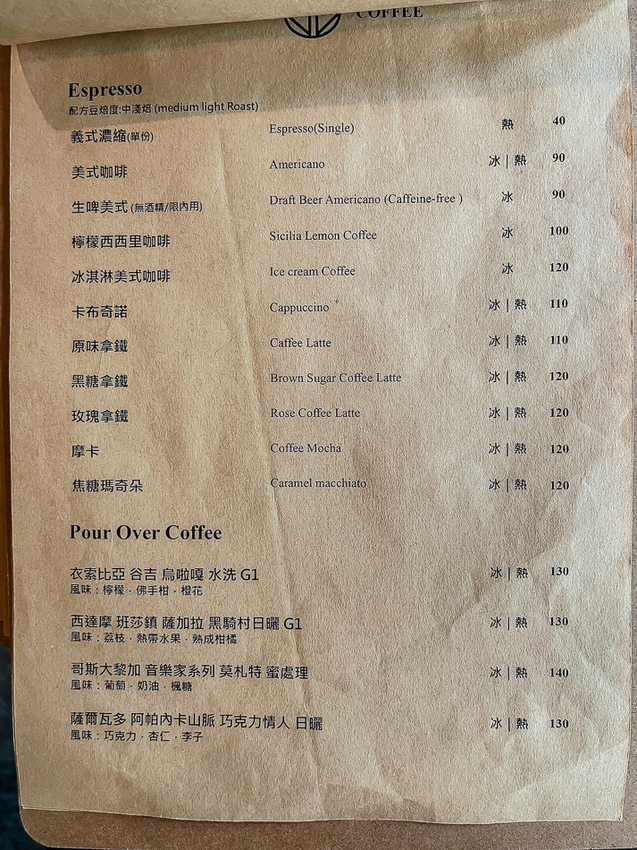 COFFEE
Espresso
配方豆焙度:中淺焙 (medium light Roast)
義式濃縮(單份) Espresso(Single) 熱 40
美式咖啡 Americano 冰 | 熱 90
生啤美式 (無酒精/限內用) Draft Beer Americano (Caffeine-free ) 冰 90
檸檬西西里咖啡 Sicilia Lemon Coffee 冰 100
冰淇淋美式咖啡 Ice cream Coffee 冰 120
卡布奇諾 Cappuccino 冰 | 熱 110
原味拿鐵 Caffee Latte 冰 | 熱 110
黑糖拿鐵 Brown Sugar Coffee Latte 冰 | 熱 120
玫瑰拿鐵 Rose Coffee Latte 冰 | 熱 120
摩卡 Coffee Mocha 冰 | 熱 120
焦糖瑪奇朵 Caramel macchiato 冰 | 熱 120
Pour Over Coffee
衣索比亞 谷吉 烏啦嘎 水洗 G1 冰 | 熱 130
風味：檸檬．佛手柑．橙花
西達摩 班莎鎮 薩加拉 黑騎村日曬 G1 冰 | 熱 130
風味：荔枝．熱帶水果．熟成柑橘
哥斯大黎加 音樂家系列 莫札特 蜜處理 冰 | 熱 140
風味：葡萄．奶油．楓糖
薩爾瓦多 阿帕內卡山脈 巧克力情人 日曬 冰 | 熱 130
風味：巧克力．杏仁．李子